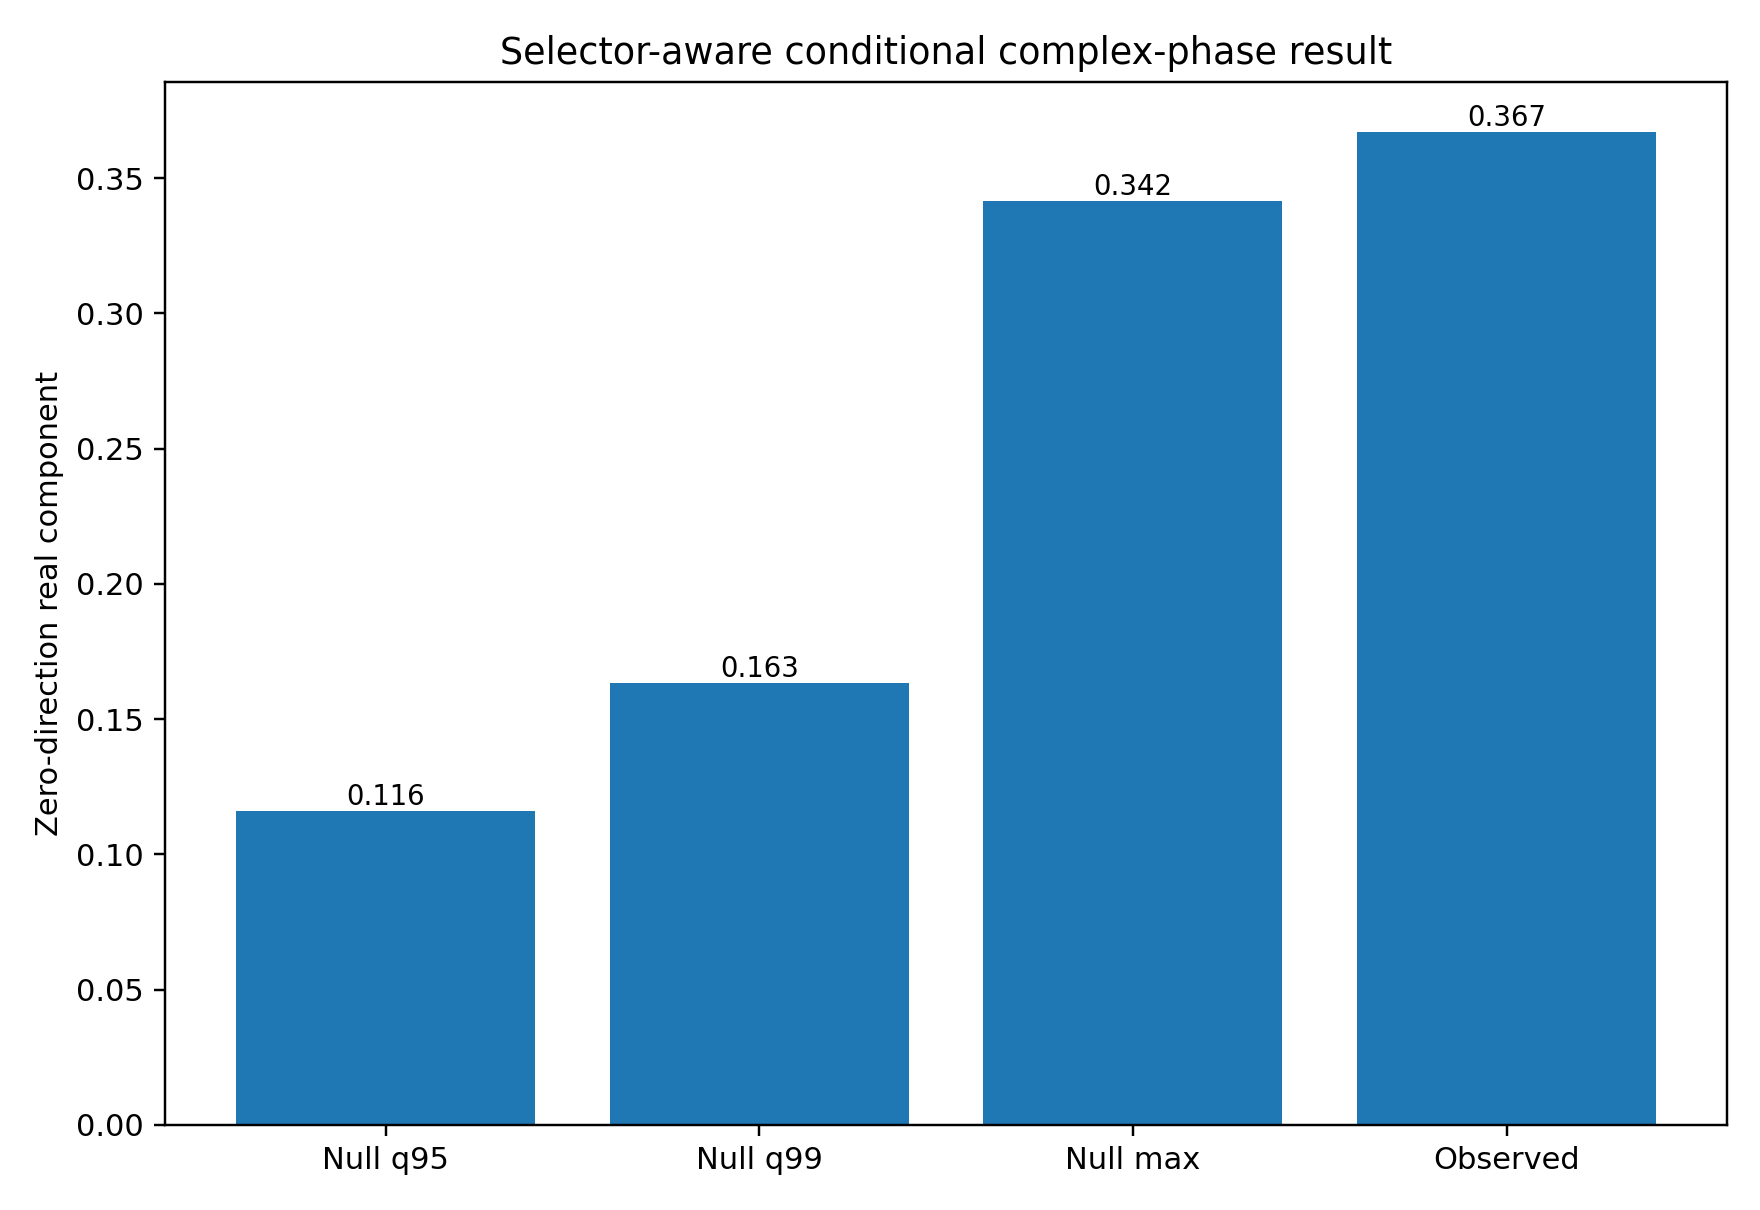 Selector-aware conditional complex-phase result
Zero-direction real component
0.35
0.30
0.25
0.20
0.15
0.10
0.05
0.00
0.116
0.163
0.342
0.367
Null q95
Null q99
Null max
Observed